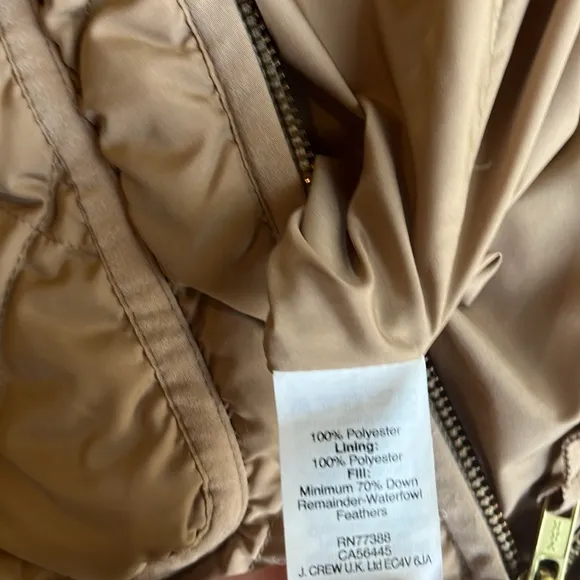 100% Polyester
Lining:
100% Polyester
Fill:
Minimum 70% Down
Remainder-Waterfowl
Feathers
RN77388
CA56445
J. CREW U.K. Ltd EC4V 6JA